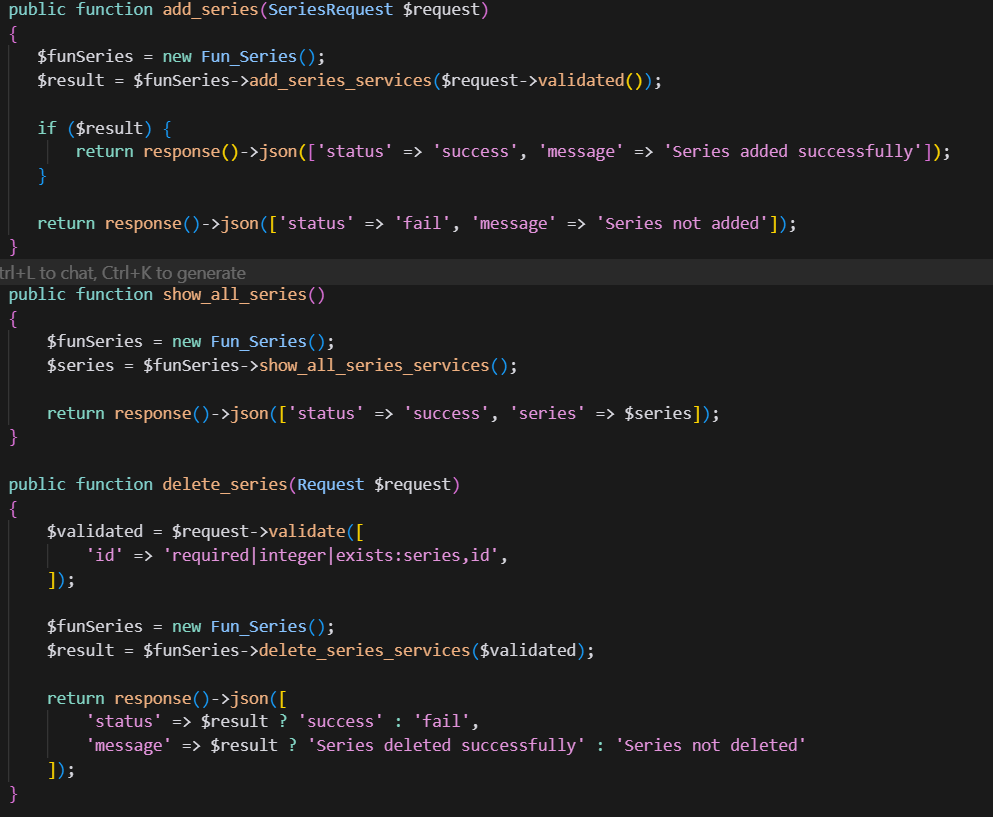 public function add_series(SeriesRequest $request)
{
$funSeries = new Fun_Series();
$result = $funSeries->add_series_services($request->validated());
if ($result) {
return response()->json(['status' => 'success', 'message' => 'Series added successfully']);
}
return response()->json(['status' => 'fail', 'message' => 'Series not added']);
}
trl+L to chat, Ctrl+K to generate
public function show_all_series()
{
$funSeries = new Fun_Series();
$series = $funSeries->show_all_series_services();
return response()->json(['status' => 'success', 'series' => $series]);
}
public function delete_series(Request $request)
{
$validated = $request->validate([
'id' => 'required|integer|exists:series,id',
]);
$funSeries = new Fun_Series();
$result = $funSeries->delete_series_services($validated);
return response()->json([
'status' => $result ? 'success' : 'fail',
'message' => $result ? 'Series deleted successfully' : 'Series not deleted'
]);
}